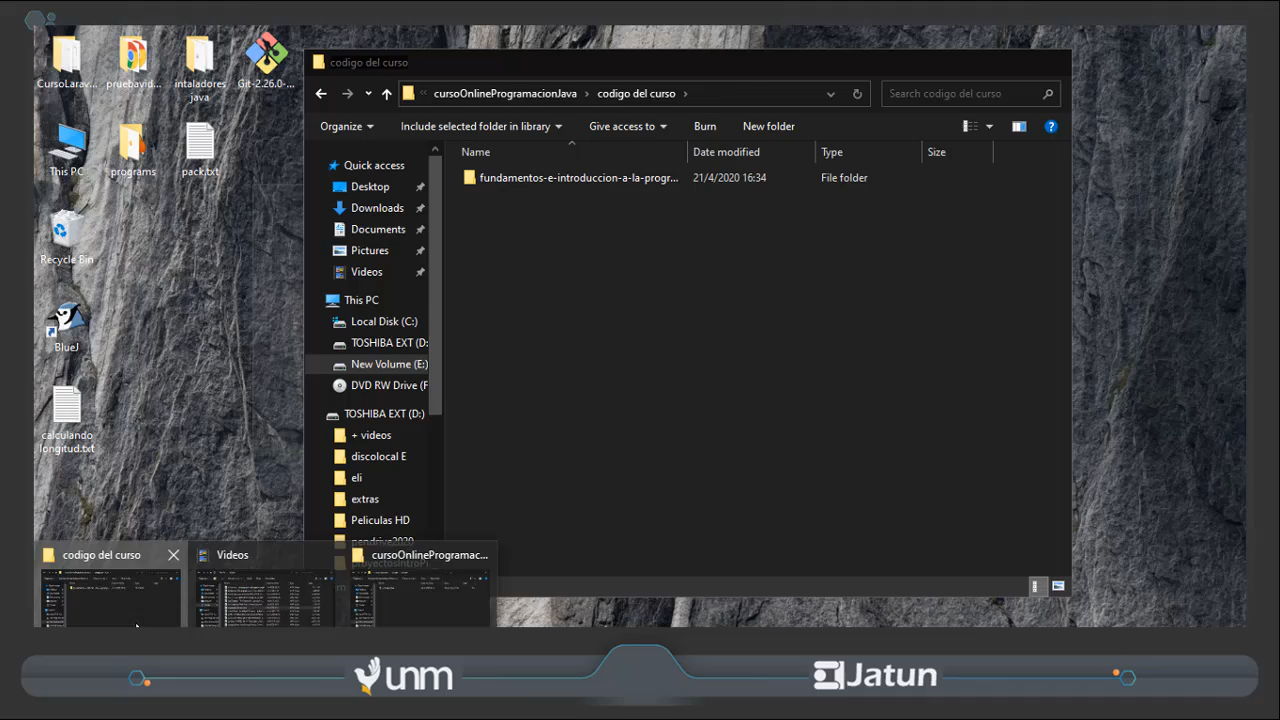 CursoLarav...
pruebavid...
intaladores
java
Git-2.26.0-...
This PC
programs
pack.txt
Recycle Bin
BlueJ
calculando
longitud.txt
codigo del curso
cursoOnlineProgramacionJava
codigo del curso
Search codigo del curso
Organize
Include selected folder in library
Give access to
Burn
New folder
Name
Date modified
Type
Size
fundamentos-e-introduccion-a-la-progr...
21/4/2020 16:34
File folder
Quick access
Desktop
Downloads
Documents
Pictures
Videos
This PC
Local Disk (C:)
TOSHIBA EXT (D:
New Volume (E:)
DVD RW Drive (F
TOSHIBA EXT (D:)
+ videos
discolocal E
eli
extras
Peliculas HD
pendrive2020
proyectosIntroPi
codigo del curso
Videos
cursoOnlineProgramac...
unm
Jatun